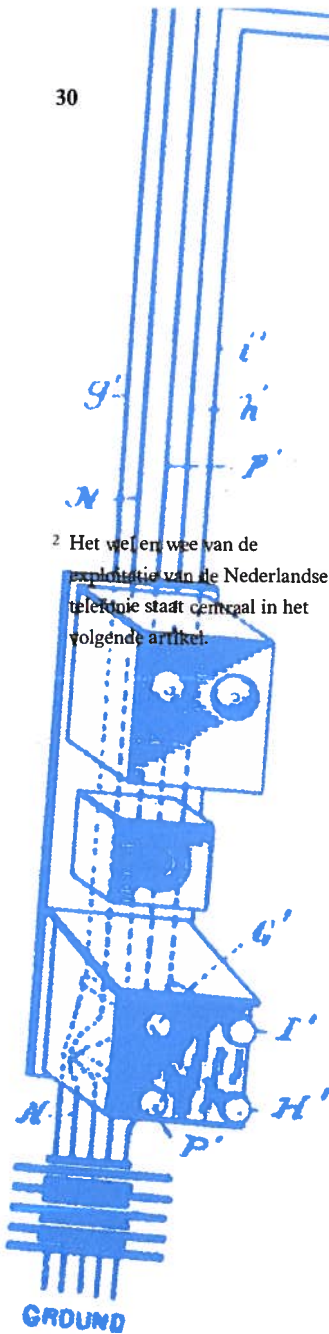 30
i'
g'
h'
P'
N
2 Het wel en wee van de
exploitatie van de Nederlandse
telefonie staat centraal in het
volgende artikel.
G'
I'
N
H'
P'
GROUND